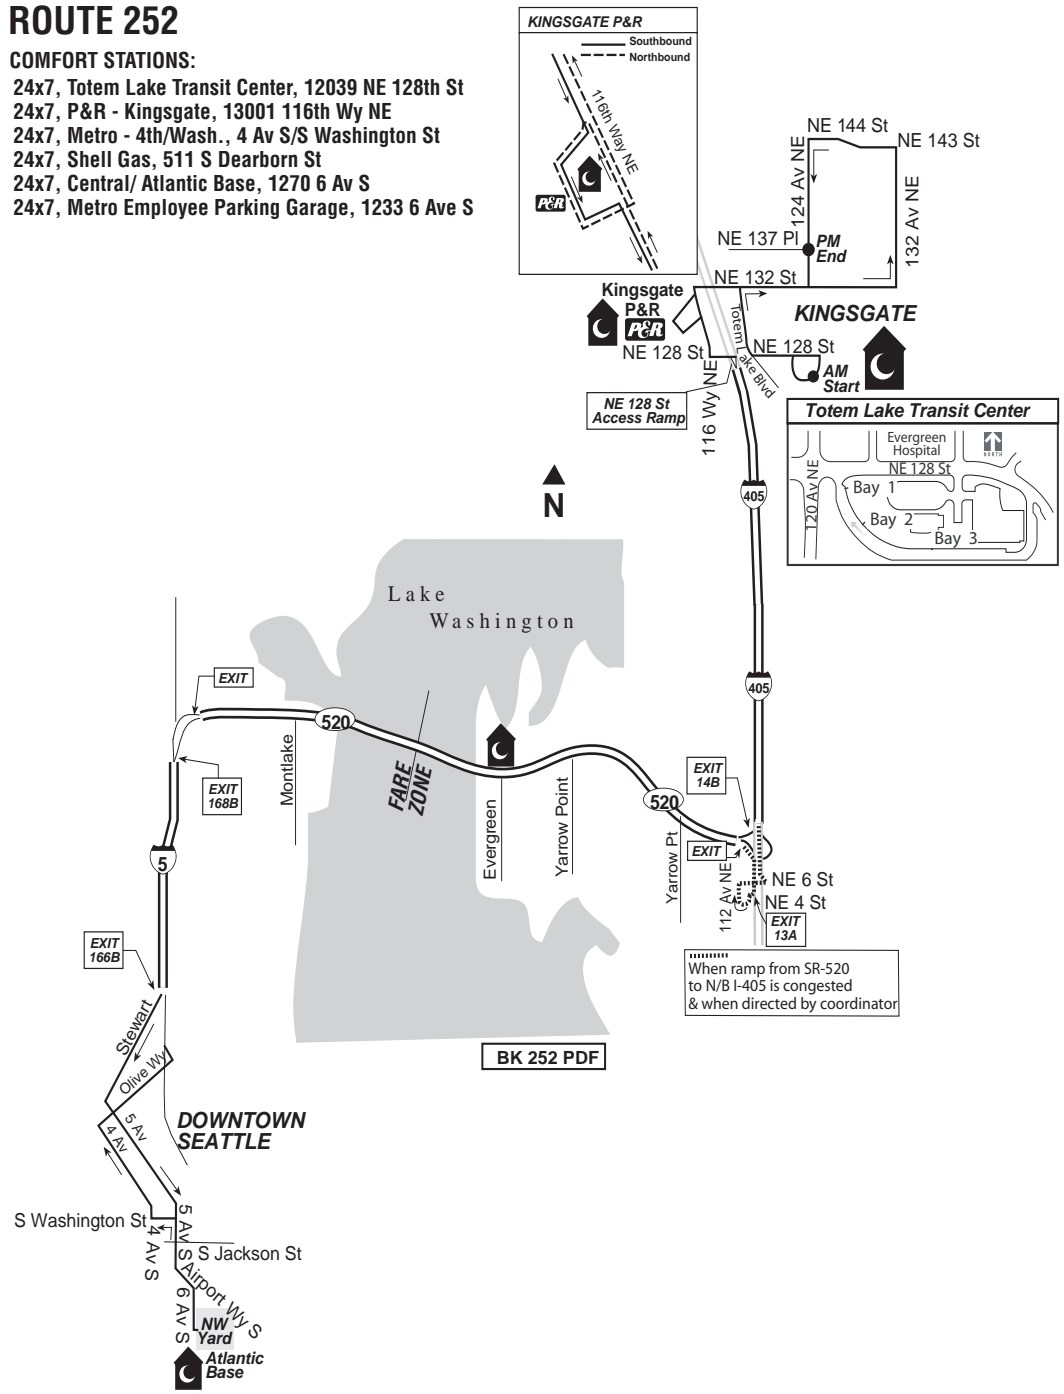 ROUTE 252
COMFORT STATIONS:
24x7, Totem Lake Transit Center, 12039 NE 128th St
24x7, P&R - Kingsgate, 13001 116th Wy NE
24x7, Metro - 4th/Wash., 4 Av S/S Washington St
24x7, Shell Gas, 511 S Dearborn St
24x7, Central/ Atlantic Base, 1270 6 Av S
24x7, Metro Employee Parking Garage, 1233 6 Ave S
KINGSGATE P&R
Southbound
Northbound
116th Way NE
P&R
NE 144 St
NE 143 St
124 Av NE
132 Av NE
NE 137 Pl
PM
End
NE 132 St
Kingsgate
P&R
P&R
KINGSGATE
Totem Lake Blvd
NE 128 St
NE 128 St
AM
Start
116 Wy NE
NE 128 St
Access Ramp
Totem Lake Transit Center
Evergreen
Hospital
NORTH
NE 128 St
120 Av NE
Bay 1
Bay 2
Bay 3
405
N
Lake
Washington
405
EXIT
520
Montlake
FARE
ZONE
EXIT
168B
Evergreen
Yarrow Point
EXIT
14B
520
Yarrow Pt
EXIT
5
112 Av NE
NE 6 St
NE 4 St
EXIT
13A
EXIT
166B
When ramp from SR-520
to N/B I-405 is congested
& when directed by coordinator
Stewart
Olive Wy
BK 252 PDF
DOWNTOWN
SEATTLE
5 Av
4 Av
S Washington St
4 Av S
5 Av S
S Jackson St
Airport Wy S
6 Av S
NW
Yard
Atlantic
Base